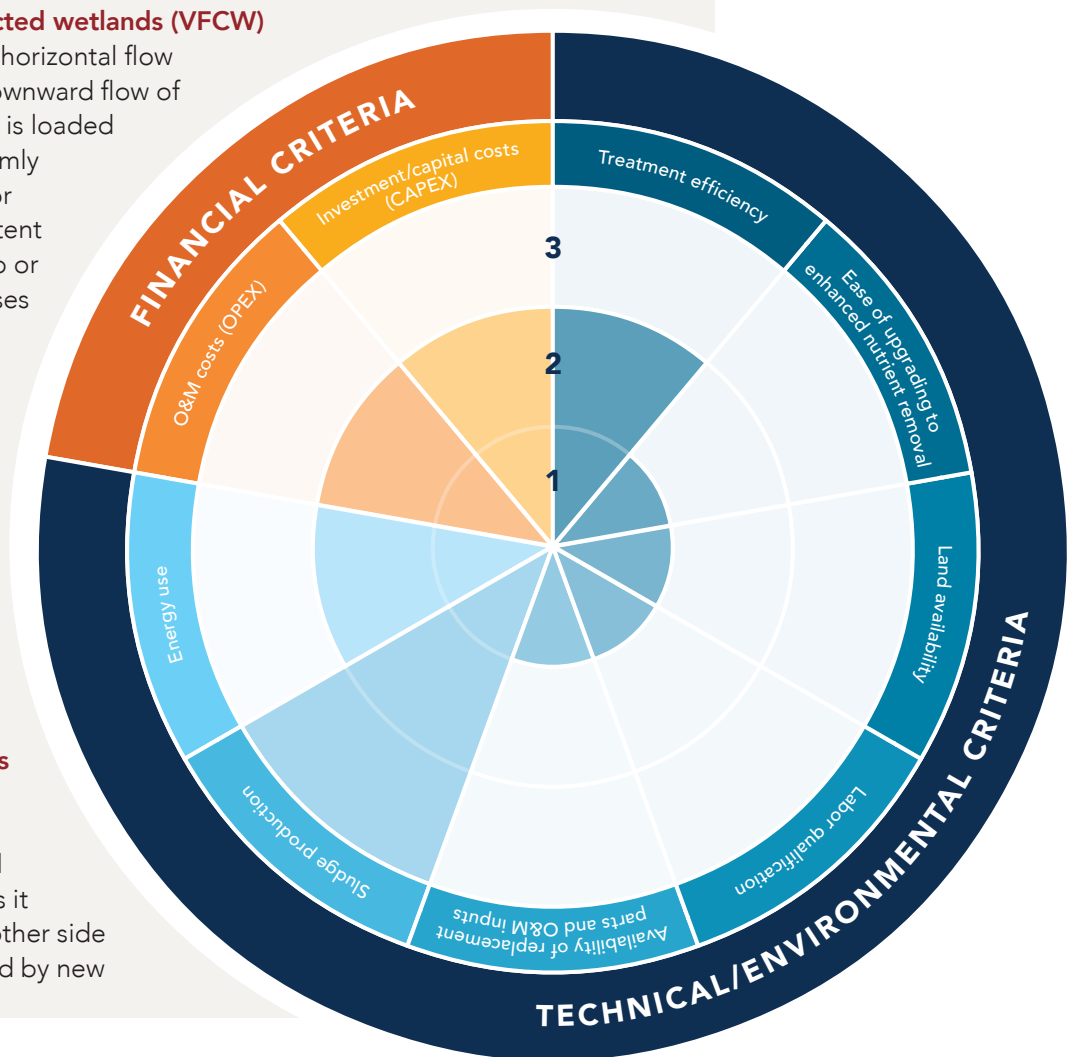 cted wetlands (VFCW)
horizontal flow
ownward flow of
is loaded
mly
or
tent
o or
ses
s
l
s it
other side
d by new
FINANCIAL CRITERIA
Investment/capital costs
(CAPEX)
O&M costs (OPEX)
Treatment efficiency
Ease of upgrading to
enhanced nutrient removal
Land availability
Labor qualification
Availability of replacement
parts and O&M inputs
Sludge production
Energy use
3
2
1
TECHNICAL/ENVIRONMENTAL CRITERIA